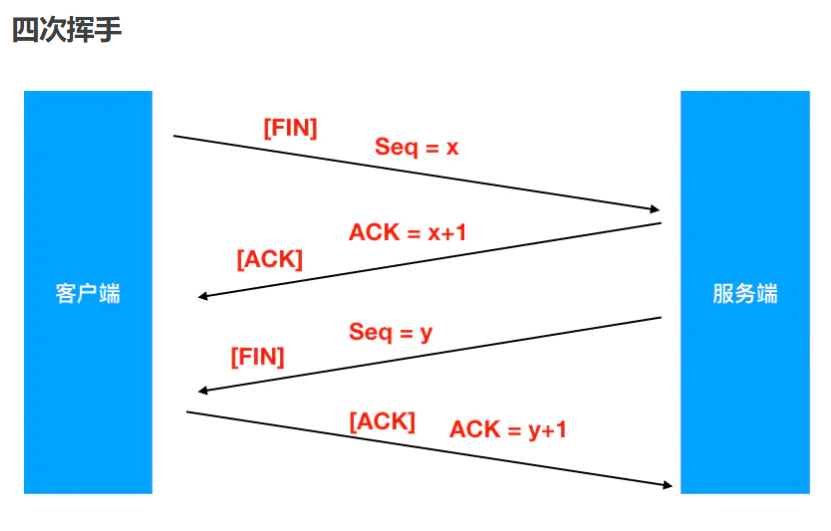 四次挥手
[FIN]
Seq = x
ACK = x+1
[ACK]
客户端
服务端
Seq = y
[FIN]
[ACK]
ACK = y+1